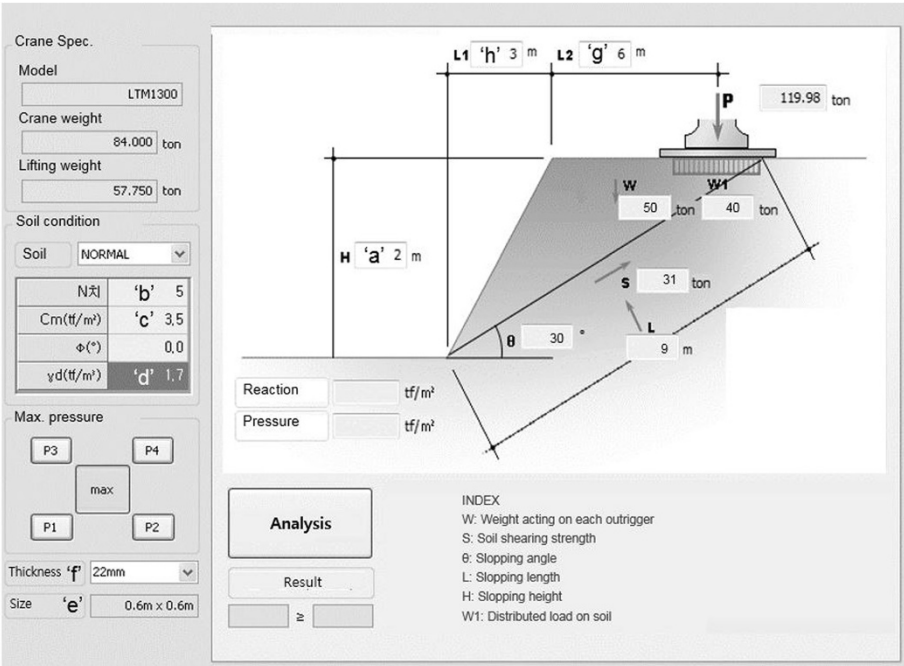 Crane Spec.
Model
LTM1300
Crane weight
84.000 ton
Lifting weight
57.750 ton
Soil condition
Soil NORMAL
N치 'b' 5
Cm(tf/m²) 'c' 3,5
Φ(°) 0,0
γd(tf/m²) 'd' 1,7
Max. pressure
P3 P4
max
P1 P2
Thickness 'f' 22mm
Size 'e' 0.6m x 0.6m
L1 'h' 3 m L2 'g' 6 m
P 119.98 ton
W W1
50 ton 40 ton
H 'a' 2 m
S 31 ton
θ 30 °
L
9 m
Reaction tf/m²
Pressure tf/m²
Analysis
Result
≥
INDEX
W: Weight acting on each outrigger
S: Soil shearing strength
θ: Slopping angle
L: Slopping length
H: Slopping height
W1: Distributed load on soil